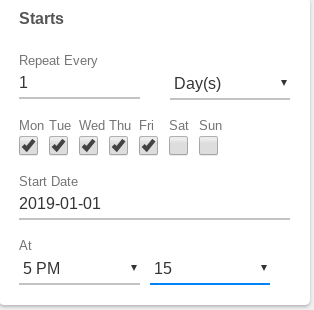 Starts
Repeat Every
1 Day(s)
Mon Tue Wed Thu Fri Sat Sun
Start Date
2019-01-01
At
5 PM 15